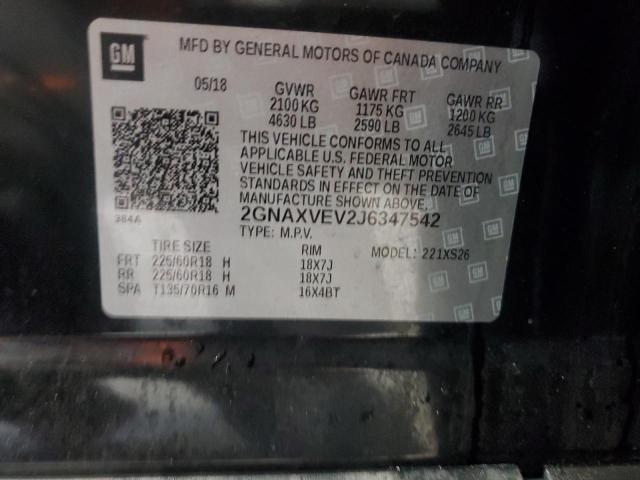 GM
MFD BY GENERAL MOTORS OF CANADA COMPANY
05/18 GVWR GAWR FRT GAWR RR
2100 KG 1175 KG 1200 KG
4630 LB 2590 LB 2645 LB
THIS VEHICLE CONFORMS TO ALL
APPLICABLE U.S. FEDERAL MOTOR
VEHICLE SAFETY AND THEFT PREVENTION
STANDARDS IN EFFECT ON THE DATE OF
MANUFACTURE SHOWN ABOVE.
384A 2GNAXVEV2J6347542
TYPE: M.P.V. MODEL: 221XS26
TIRE SIZE RIM
FRT 225/60R18 H 18X7J
RR 225/60R18 H 18X7J
SPA T135/70R16 M 16X4BT